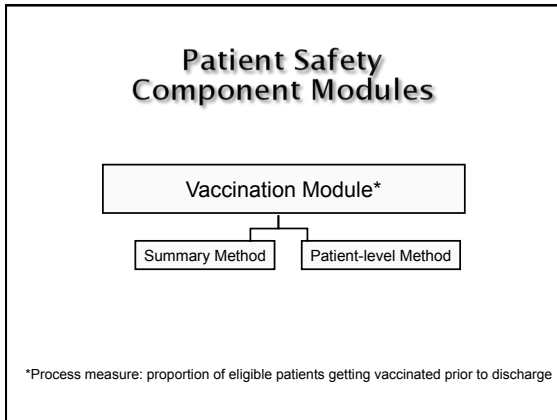 Patient Safety
Component Modules
Vaccination Module*
Summary Method
Patient-level Method
*Process measure: proportion of eligible patients getting vaccinated prior to discharge